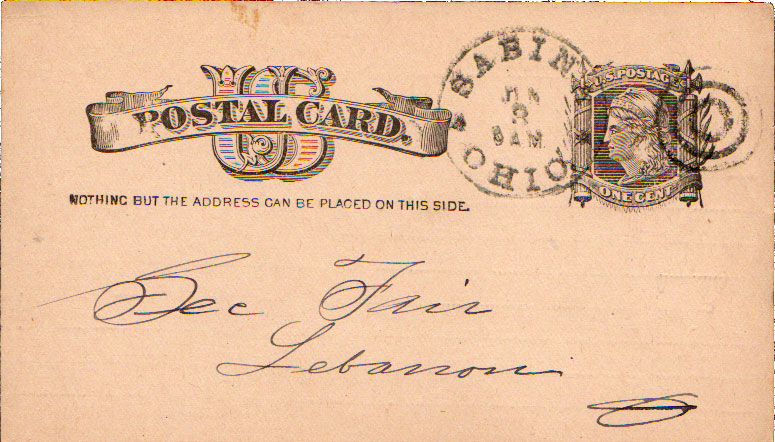 US
POSTAL CARD.
NOTHING BUT THE ADDRESS CAN BE PLACED ON THIS SIDE.
SABINA
JUN
8
9 AM
OHIO
U.S. POSTAGE
ONE CENT
Sec Fair
Lebanon
O